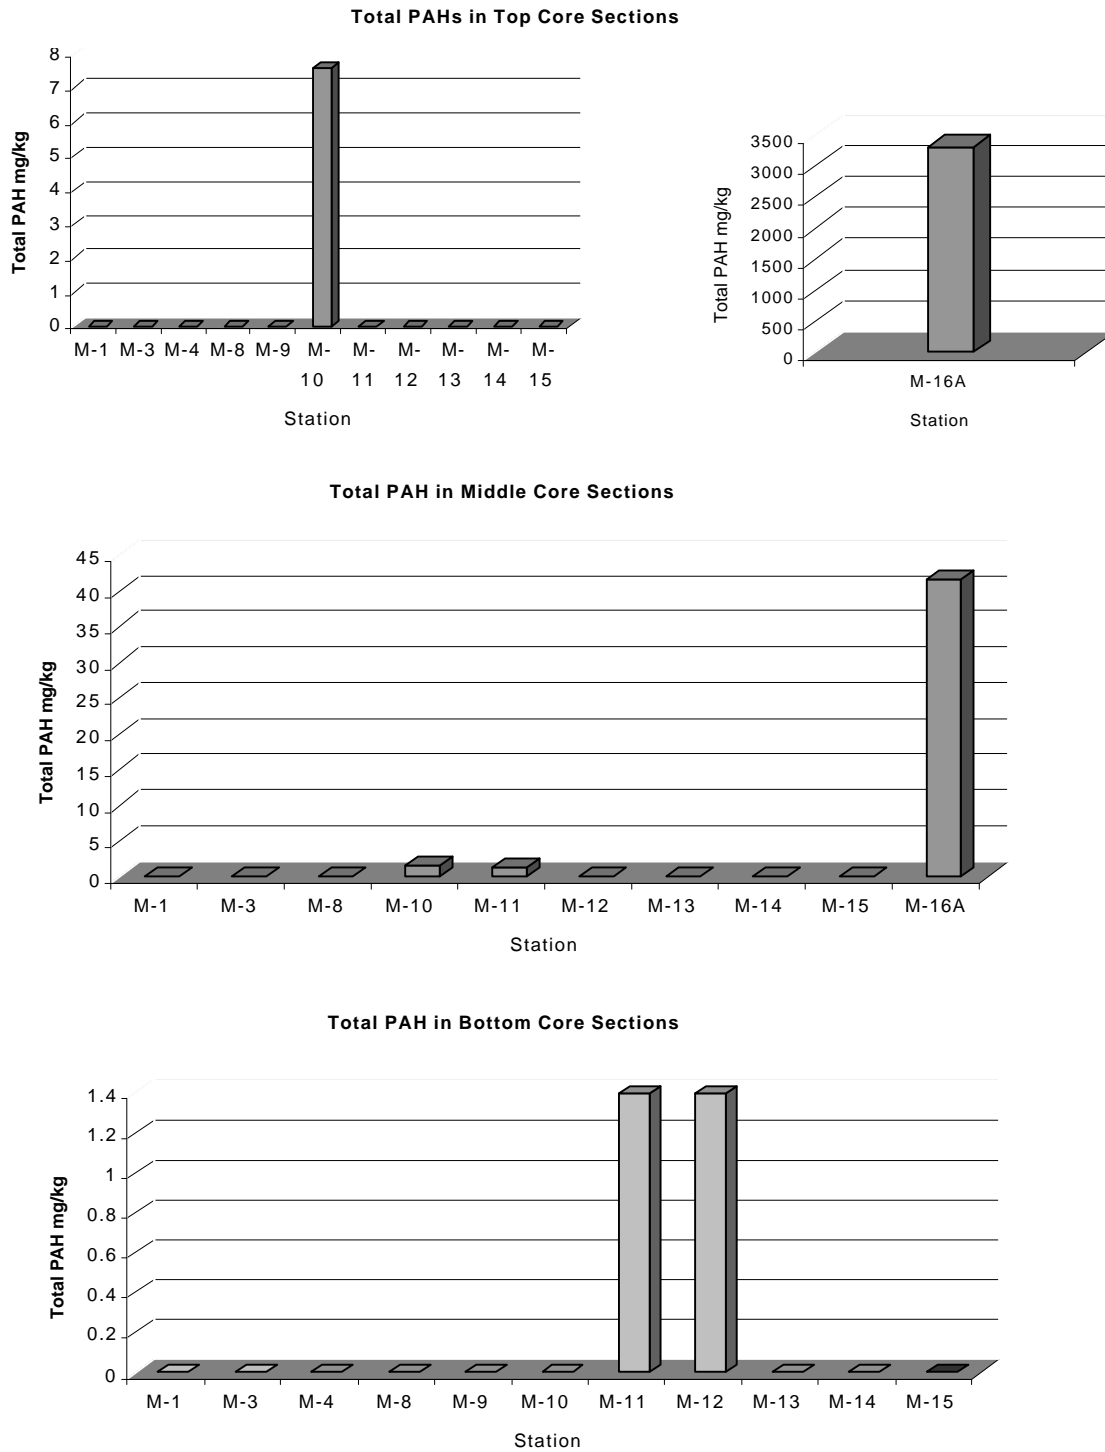 Total PAHs in Top Core Sections
8
7
6
5
4
3
2
1
0
Total PAH mg/kg
M-1 M-3 M-4 M-8 M-9 M- M- M- M- M- M-
10 11 12 13 14 15
Station
3500
3000
2500
2000
1500
1000
500
0
Total PAH mg/kg
M-16A
Station
Total PAH in Middle Core Sections
45
40
35
30
25
20
15
10
5
0
Total PAH mg/kg
M-1 M-3 M-8 M-10 M-11 M-12 M-13 M-14 M-15 M-16A
Station
Total PAH in Bottom Core Sections
1.4
1.2
1
0.8
0.6
0.4
0.2
0
Total PAH mg/kg
M-1 M-3 M-4 M-8 M-9 M-10 M-11 M-12 M-13 M-14 M-15
Station